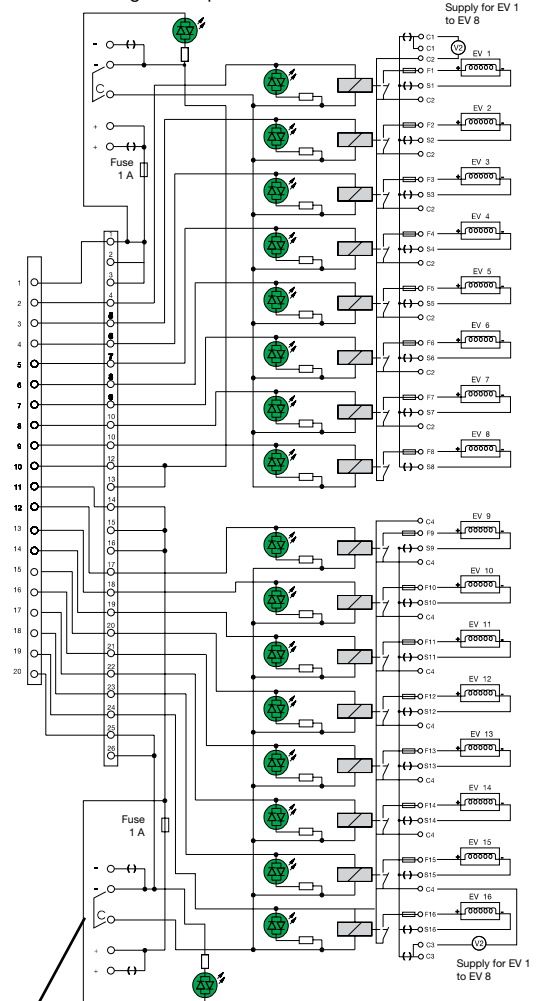 Supply for EV 1
to EV 8
C1
C1
V2
C2
EV 1
F1
+
-
S1
C2
EV 2
F2
+
-
S2
C2
EV 3
F3
+
-
S3
C2
EV 4
F4
+
-
S4
C2
EV 5
F5
+
-
S5
C2
EV 6
F6
+
-
S6
C2
EV 7
F7
+
-
S7
C2
EV 8
F8
+
-
S8
-
-
C
+
+
Fuse
1 A
1
2
3
4
5
6
7
8
9
10
11
12
13
14
15
16
17
18
19
20
1
2
3
4
5
6
7
8
10
10
12
13
14
15
16
17
18
19
20
21
22
23
24
25
26
C4
EV 9
F9
+
-
S9
C4
EV 10
F10
+
-
S10
C4
EV 11
F11
+
-
S11
C4
EV 12
F12
+
-
S12
C4
EV 13
F13
+
-
S13
C4
EV 14
F14
+
-
S14
C4
EV 15
F15
+
-
S15
C4
EV 16
F16
+
-
S16
C3
V2
C3
Supply for EV 1
to EV 8
Fuse
1 A
-
-
C
+
+